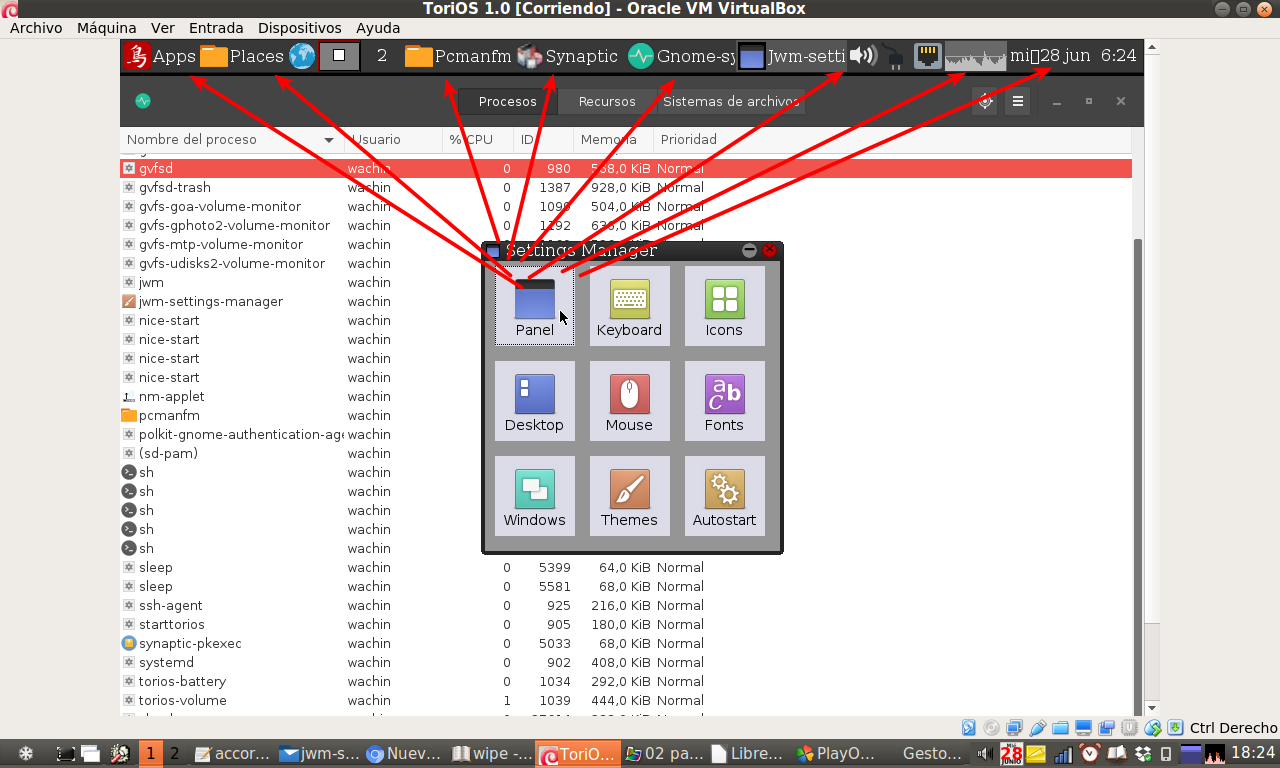 ToriOS 1.0 [Corriendo] - Oracle VM VirtualBox
Archivo Máquina Ver Entrada Dispositivos Ayuda
Apps Places 2 Pcmanfm Synaptic Gnome-sy Jwm-setti mi 28 jun 6:24
Procesos Recursos Sistemas de archivos
Nombre del proceso Usuario % CPU ID Memoria Prioridad
gvfsd wachin 0 980 KiB Normal
gvfsd-trash wachin 0 1387 928,0 KiB Normal
gvfs-goa-volume-monitor wachin 0 504,0 KiB Normal
gvfs-gphoto2-volume-monitor wachin 0 KiB Normal
gvfs-mtp-volume-monitor wachin
gvfs-udisks2-volume-monitor wachin
jwm wachin
jwm-settings-manager wachin
nice-start wachin
nice-start wachin
nice-start wachin
nice-start wachin
nm-applet wachin
pcmanfm wachin
polkit-gnome-authentication-age wachin
(sd-pam) wachin
sh wachin
sh wachin
sh wachin
sh wachin
sh wachin
sleep wachin 0 5399 64,0 KiB Normal
sleep wachin 0 5581 68,0 KiB Normal
ssh-agent wachin 0 925 216,0 KiB Normal
starttorios wachin 0 905 180,0 KiB Normal
synaptic-pkexec wachin 0 5033 68,0 KiB Normal
systemd wachin 0 902 408,0 KiB Normal
torios-battery wachin 0 1034 292,0 KiB Normal
torios-volume wachin 1 1039 444,0 KiB Normal
Settings Manager
Panel Keyboard Icons
Desktop Mouse Fonts
Windows Themes Autostart
Ctrl Derecho
1 2 accor... jwm-s... Nuev... wipe -... ToriO... 02 pa... Libre... PlayO... Gesto... 28 18:24